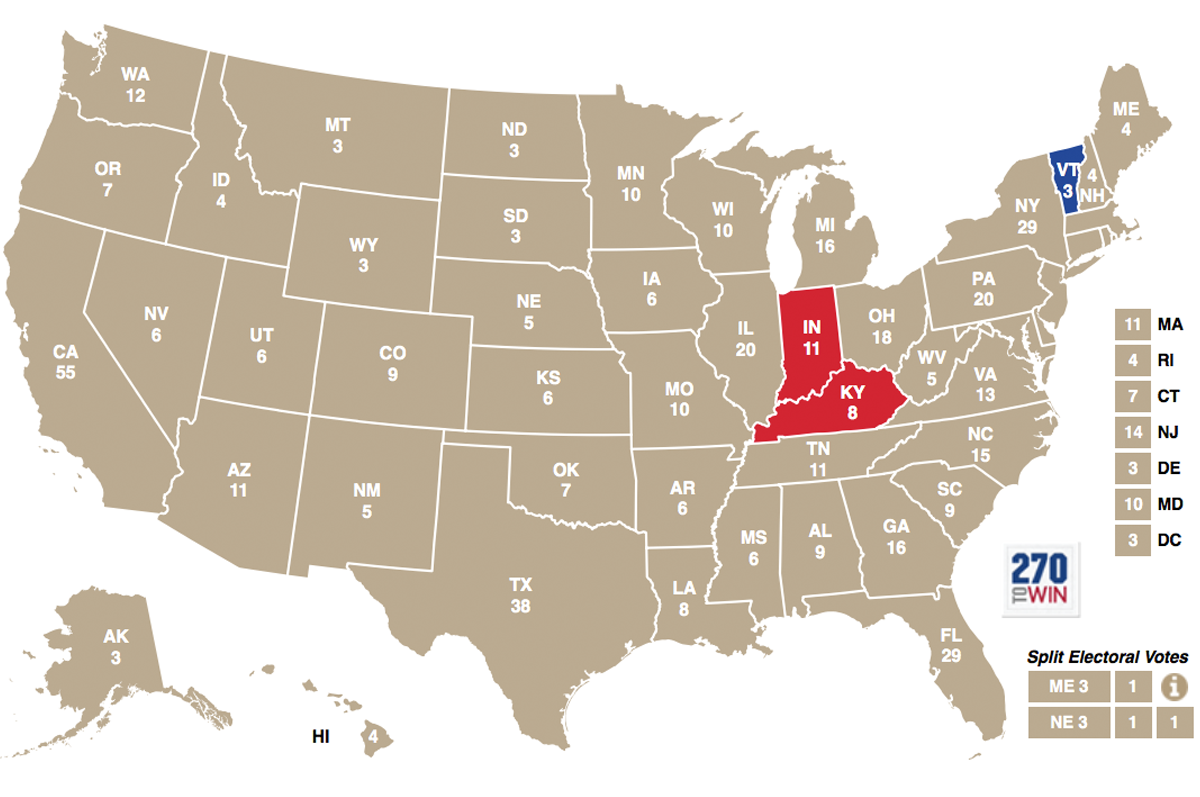 WA
12
MT
3
ND
3
MN
10
ME
4
OR
7
ID
4
SD
3
WI
10
MI
16
NY
29
VT
3
4
NH
WY
3
NE
5
IA
6
PA
20
NV
6
UT
6
CO
9
IL
20
IN
11
OH
18
WV
5
VA
13
CA
55
KS
6
MO
10
KY
8
NC
15
TN
11
AZ
11
NM
5
OK
7
AR
6
SC
9
MS
6
AL
9
GA
16
TX
38
LA
8
FL
29
AK
3
HI
4
11 MA
4 RI
7 CT
14 NJ
3 DE
10 MD
3 DC
270
TO WIN
Split Electoral Votes
ME 3 1 i
NE 3 1 1